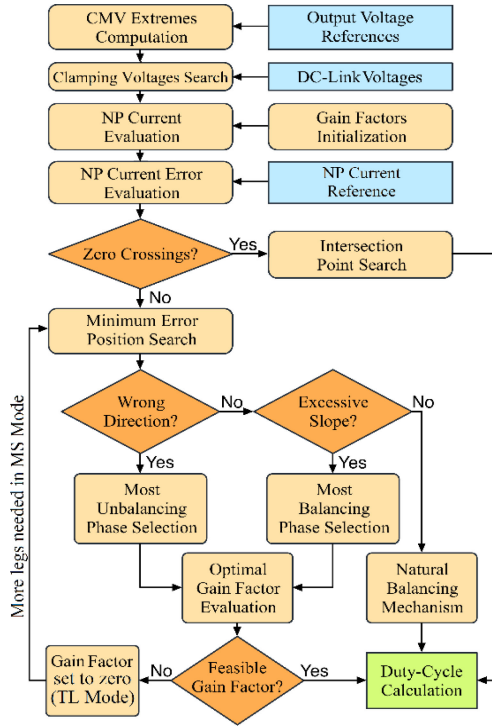 CMV Extremes
Computation
Output Voltage
References
Clamping Voltages Search
DC-Link Voltages
NP Current
Evaluation
Gain Factors
Initialization
NP Current Error
Evaluation
NP Current
Reference
Zero Crossings?
Yes
Intersection
Point Search
No
Minimum Error
Position Search
Wrong
Direction?
No
Excessive
Slope?
No
Yes
Yes
Most
Unbalancing
Phase Selection
Most
Balancing
Phase Selection
More legs needed in MS Mode
Optimal
Gain Factor
Evaluation
Natural
Balancing
Mechanism
Gain Factor
set to zero
(TL Mode)
No
Feasible
Gain Factor?
Yes
Duty-Cycle
Calculation